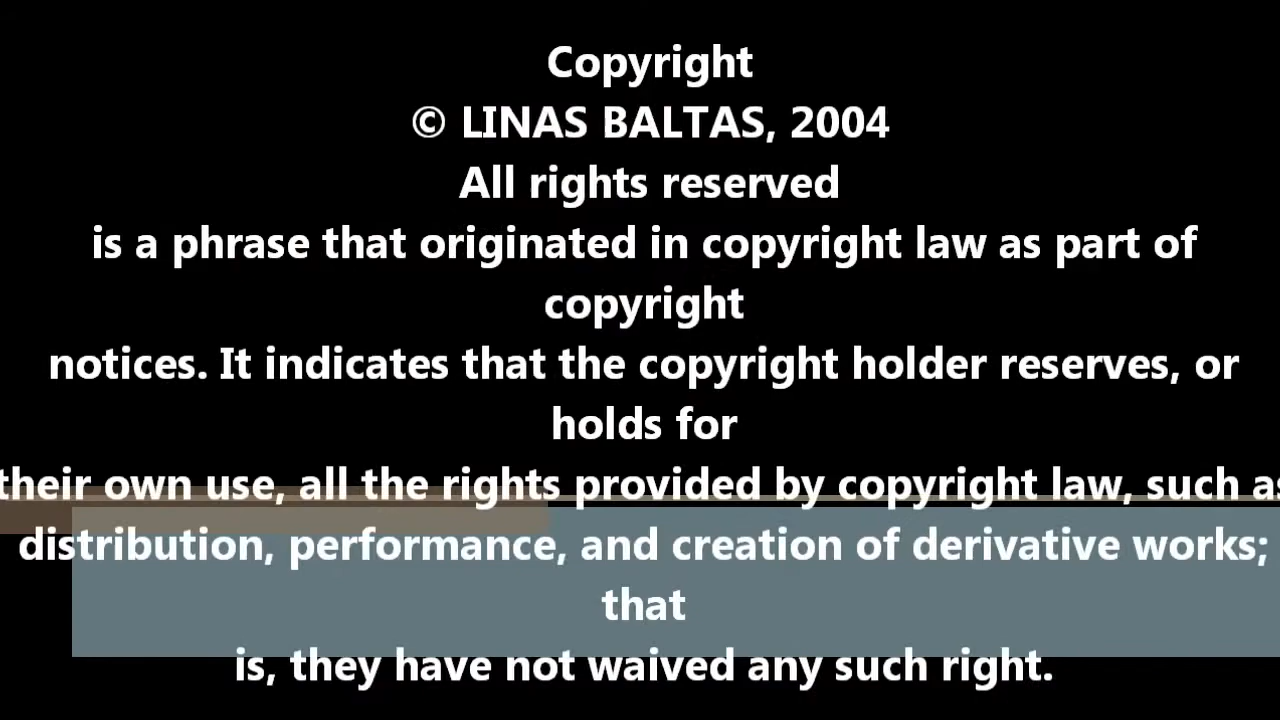 Copyright
© LINAS BALTAS, 2004
All rights reserved
is a phrase that originated in copyright law as part of
copyright
notices. It indicates that the copyright holder reserves, or
holds for
their own use, all the rights provided by copyright law, such as
distribution, performance, and creation of derivative works;
that
is, they have not waived any such right.